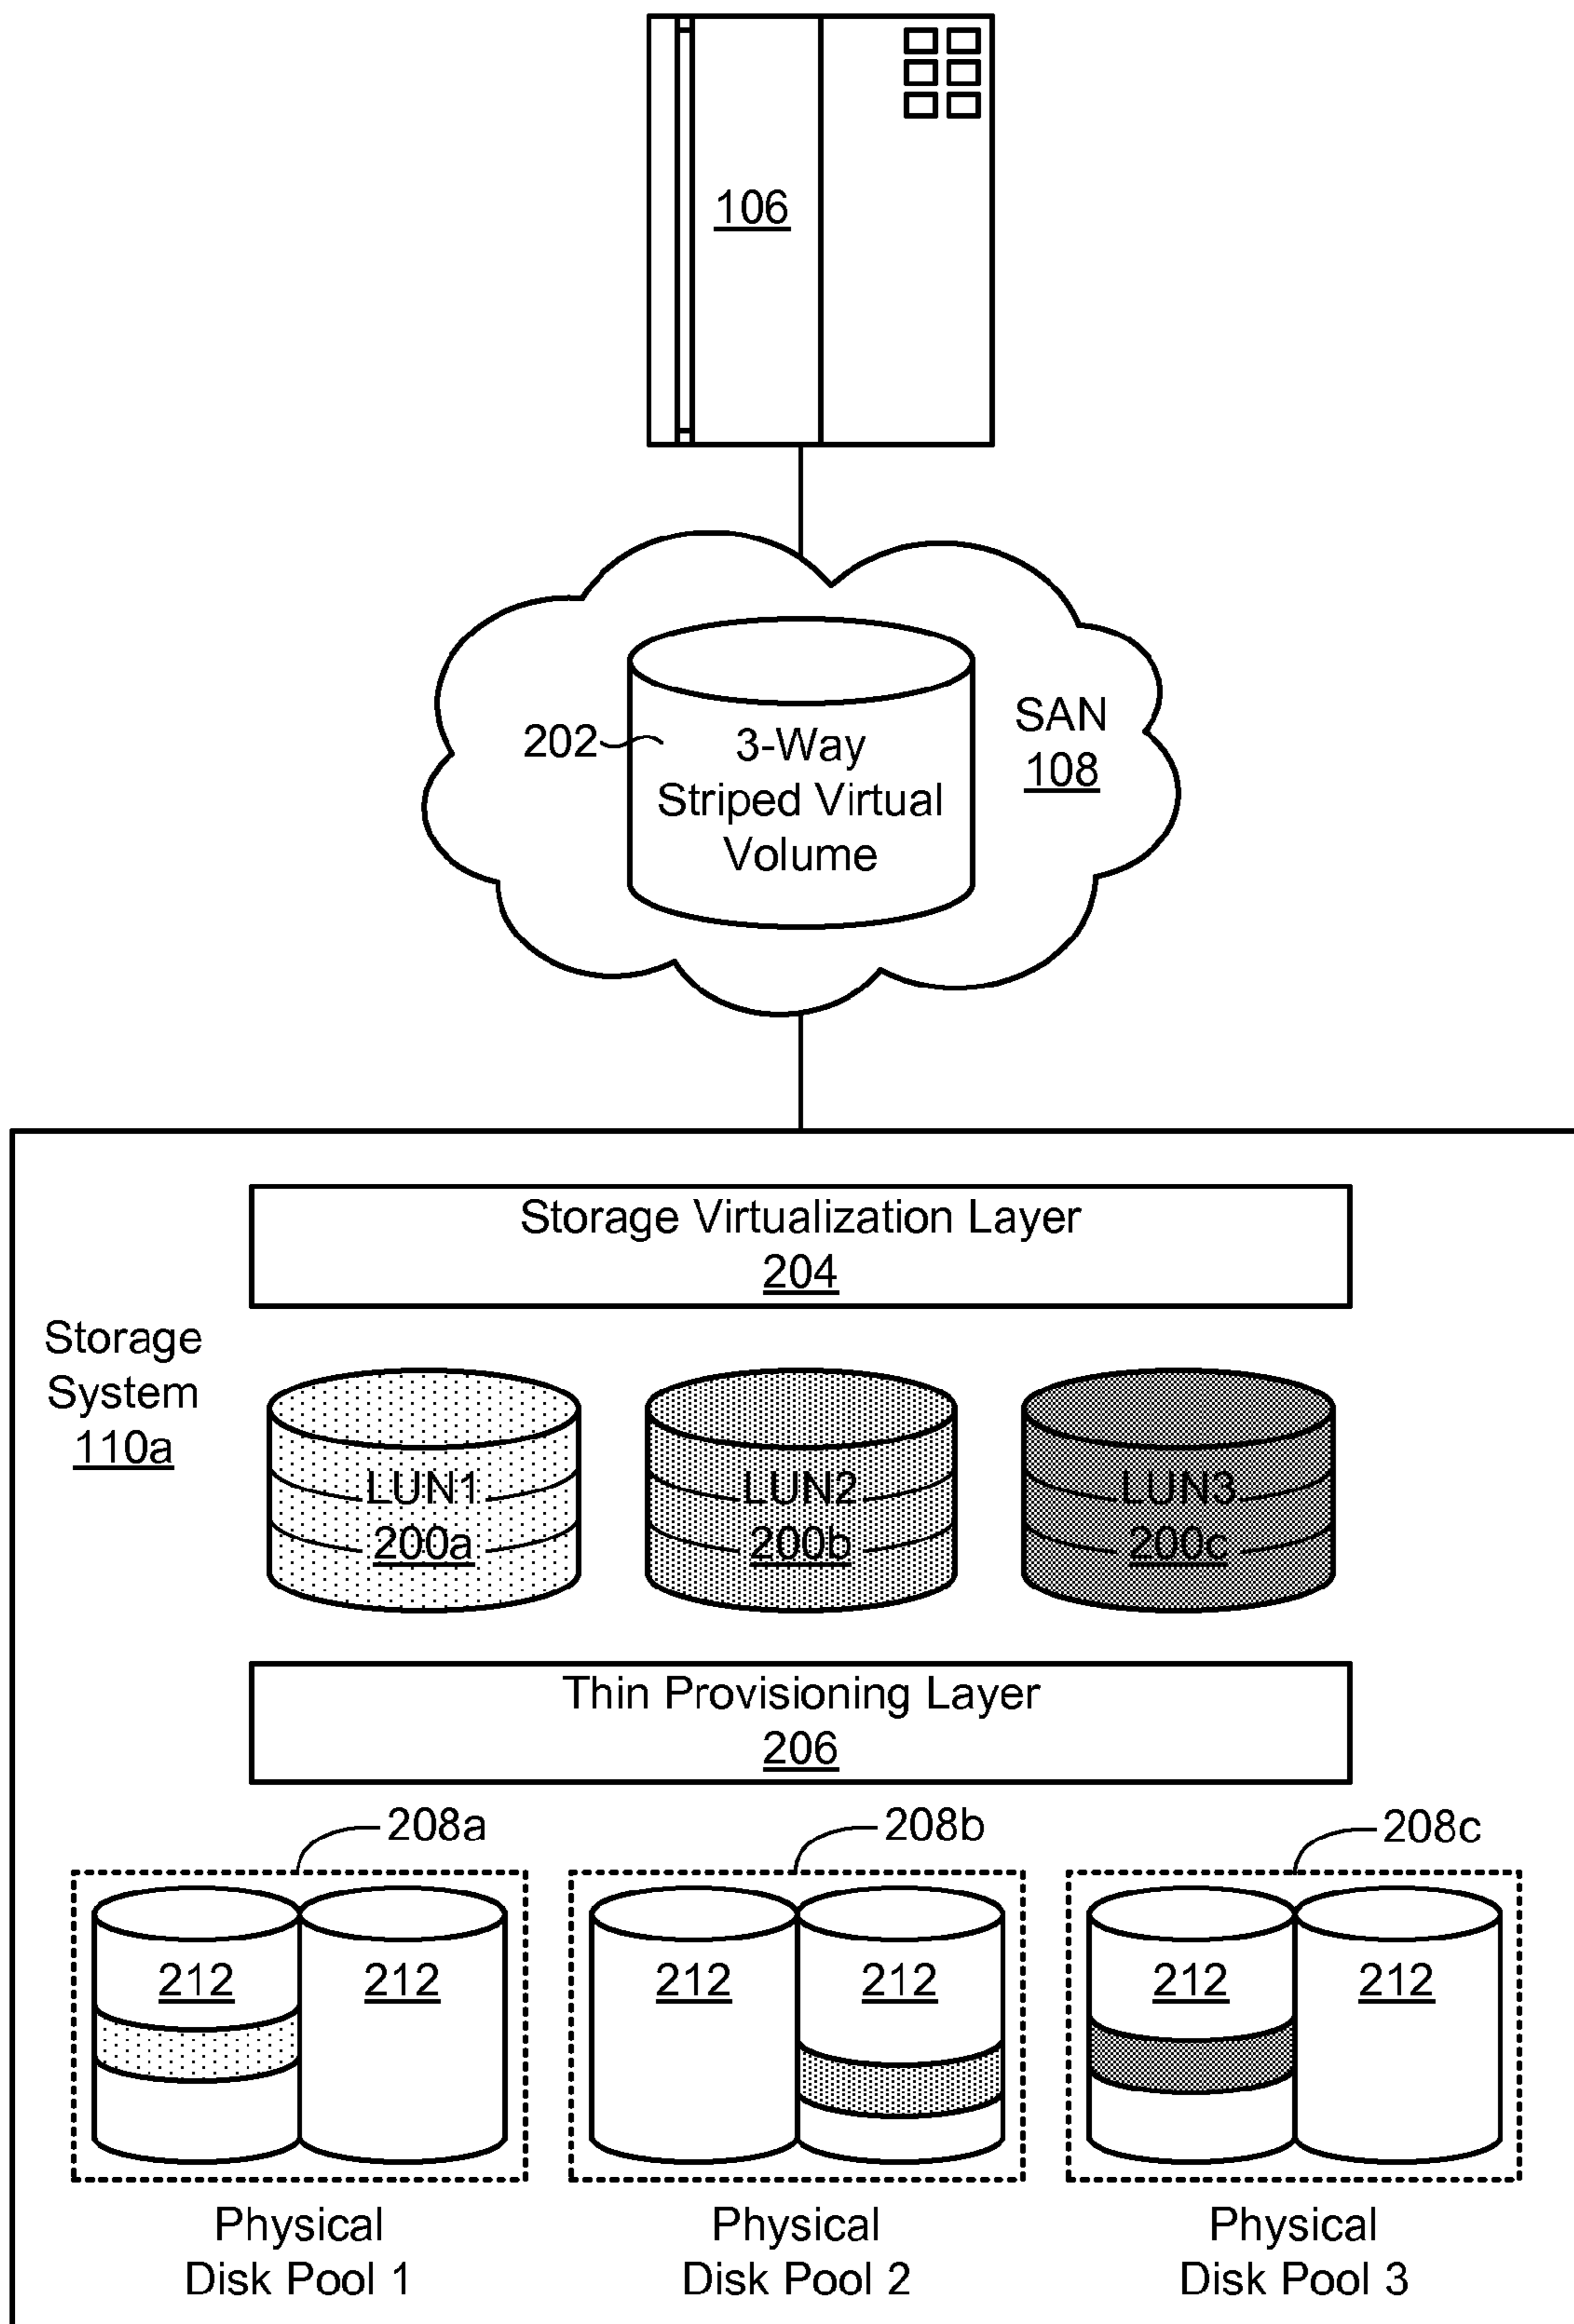 106
202
3-Way
Striped Virtual
Volume
SAN
108
Storage Virtualization Layer
204
Storage
System
110a
LUN1
200a
LUN2
200b
LUN3
200c
Thin Provisioning Layer
206
208a
208b
208c
212
212
212
212
212
212
Physical
Disk Pool 1
Physical
Disk Pool 2
Physical
Disk Pool 3